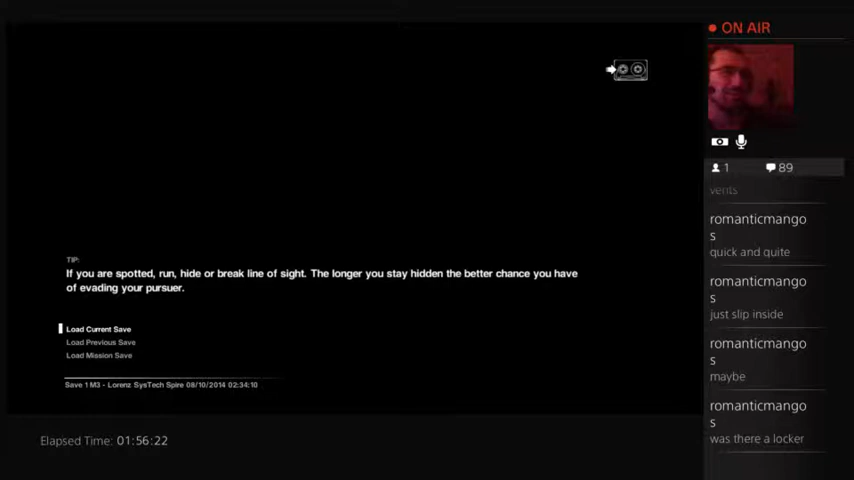 ON AIR
1
89
vents
romanticmango
s
quick and quite
romanticmango
s
just slip inside
romanticmango
s
maybe
romanticmango
s
was there a locker
TIP:
If you are spotted, run, hide or break line of sight. The longer you stay hidden the better chance you have
of evading your pursuer.
Load Current Save
Load Previous Save
Load Mission Save
Save 1 M3 - Lorenz SysTech Spire 08/10/2014 02:34:10
Elapsed Time: 01:56:22